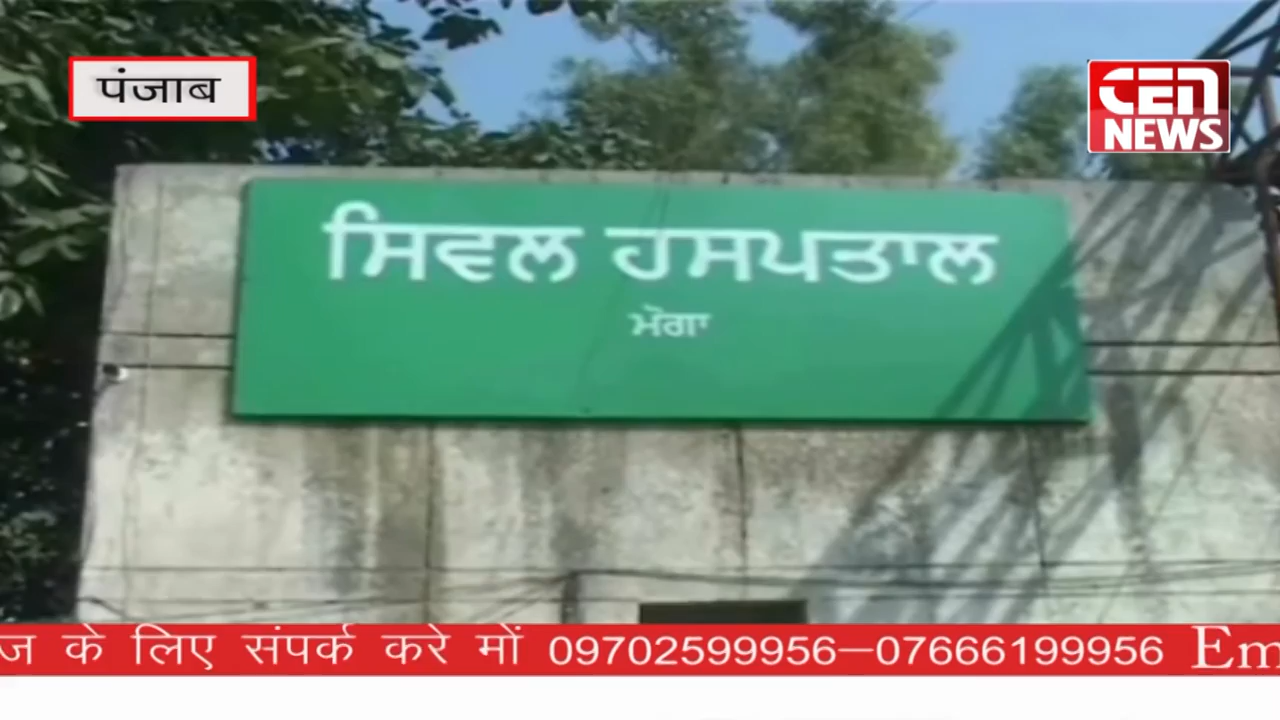 पंजाब
CEN
NEWS
ਸਿਵਲ ਹਸਪਤਾਲ
ਮੋਗਾ
ज के लिए संपर्क करे मों 09702599956–07666199956 Em